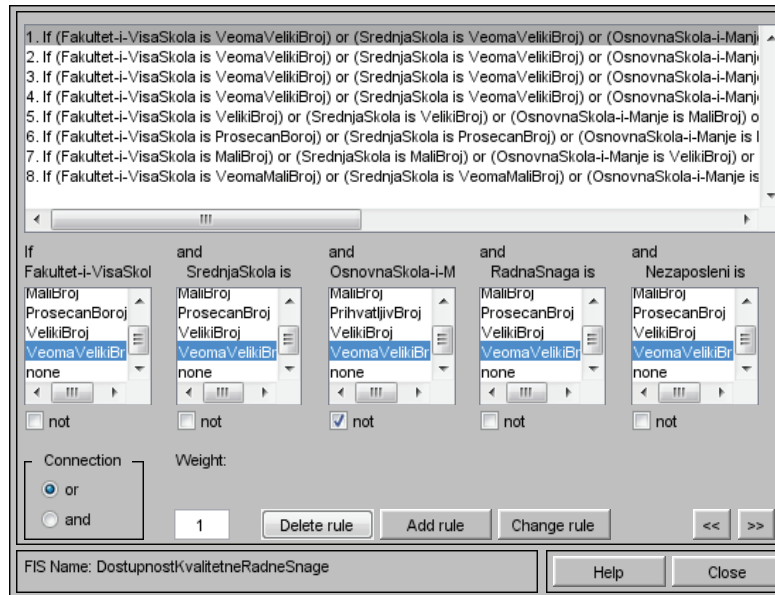 1. If (Fakultet-i-VisaSkola is VeomaVelikiBroj) or (SrednjaSkola is VeomaVelikiBroj) or (OsnovnaSkola-i-Manj
2. If (Fakultet-i-VisaSkola is VeomaVelikiBroj) or (SrednjaSkola is VeomaVelikiBroj) or (OsnovnaSkola-i-Manj
3. If (Fakultet-i-VisaSkola is VeomaVelikiBroj) or (SrednjaSkola is VeomaVelikiBroj) or (OsnovnaSkola-i-Manj
4. If (Fakultet-i-VisaSkola is VeomaVelikiBroj) or (SrednjaSkola is VeomaVelikiBroj) or (OsnovnaSkola-i-Manj
5. If (Fakultet-i-VisaSkola is VelikiBroj) or (SrednjaSkola is VelikiBroj) or (OsnovnaSkola-i-Manje is MaliBroj) o
6. If (Fakultet-i-VisaSkola is ProsecanBoroj) or (SrednjaSkola is ProsecanBroj) or (OsnovnaSkola-i-Manje is
7. If (Fakultet-i-VisaSkola is MaliBroj) or (SrednjaSkola is MaliBroj) or (OsnovnaSkola-i-Manje is VelikiBroj) or
8. If (Fakultet-i-VisaSkola is VeomaMaliBroj) or (SrednjaSkola is VeomaMaliBroj) or (OsnovnaSkola-i-Manje is
If and and and and
Fakultet-i-VisaSkol SrednjaSkola is OsnovnaSkola-i-M RadnaSnaga is Nezaposleni is
MaliBroj MaliBroj MaliBroj MaliBroj MaliBroj
ProsecanBoroj ProsecanBroj PrihvatljivBroj ProsecanBroj ProsecanBroj
VelikiBroj VelikiBroj VelikiBroj VelikiBroj VelikiBroj
VeomaVelikiBr VeomaVelikiBr VeomaVelikiBr VeomaVelikiBr VeomaVelikiBr
none none none none none
not not not not not
Connection Weight:
or
and 1 Delete rule Add rule Change rule << >>
FIS Name: DostupnostKvalitetneRadneSnage Help Close